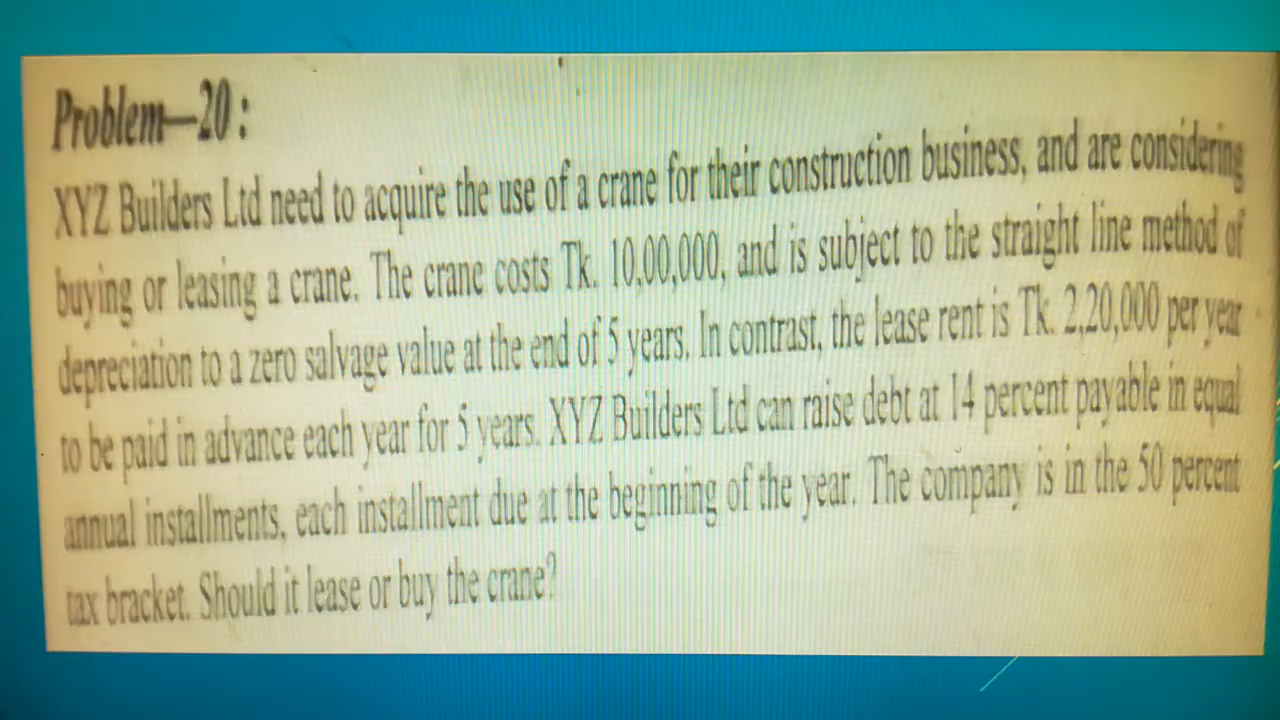 Problem—20 :
XYZ Builders Ltd need to acquire the use of a crane for their construction business, and are considering
buying or leasing a crane. The crane costs Tk. 10,00,000, and is subject to the straight line method of
depreciation to a zero salvage value at the end of 5 years. In contrast, the lease rent is Tk. 2,20,000 per year
to be paid in advance each year for 5 years. XYZ Builders Ltd can raise debt at 14 percent payable in equal
annual installments, each installment due at the beginning of the year. The company is in the 50 percent
tax bracket. Should it lease or buy the crane?